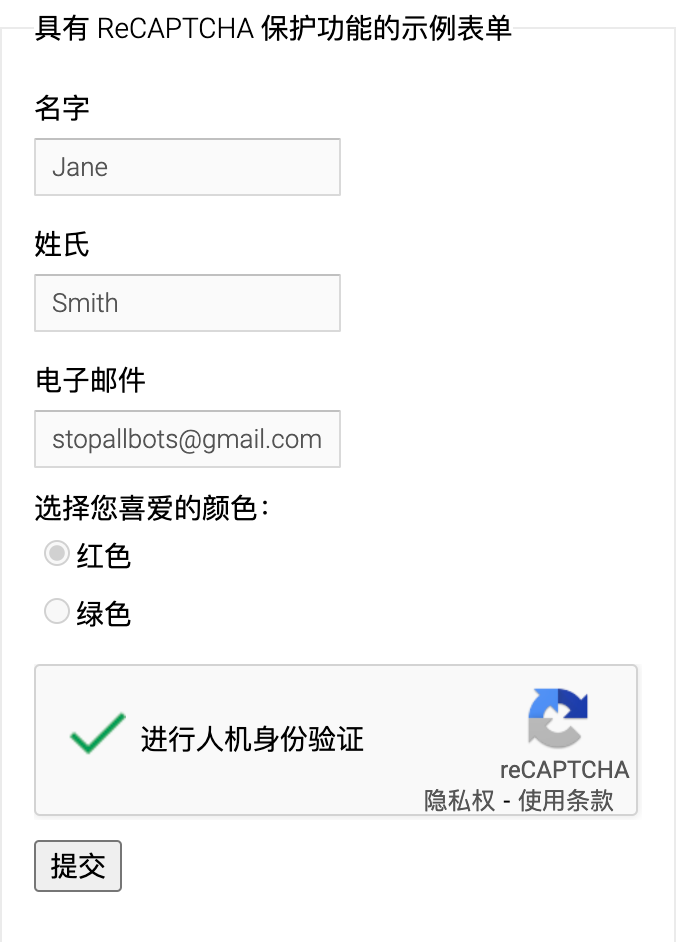 具有 ReCAPTCHA 保护功能的示例表单
名字
Jane
姓氏
Smith
电子邮件
stopallbots@gmail.com
选择您喜爱的颜色：
红色
绿色
进行人机身份验证
reCAPTCHA
隐私权 - 使用条款
提交